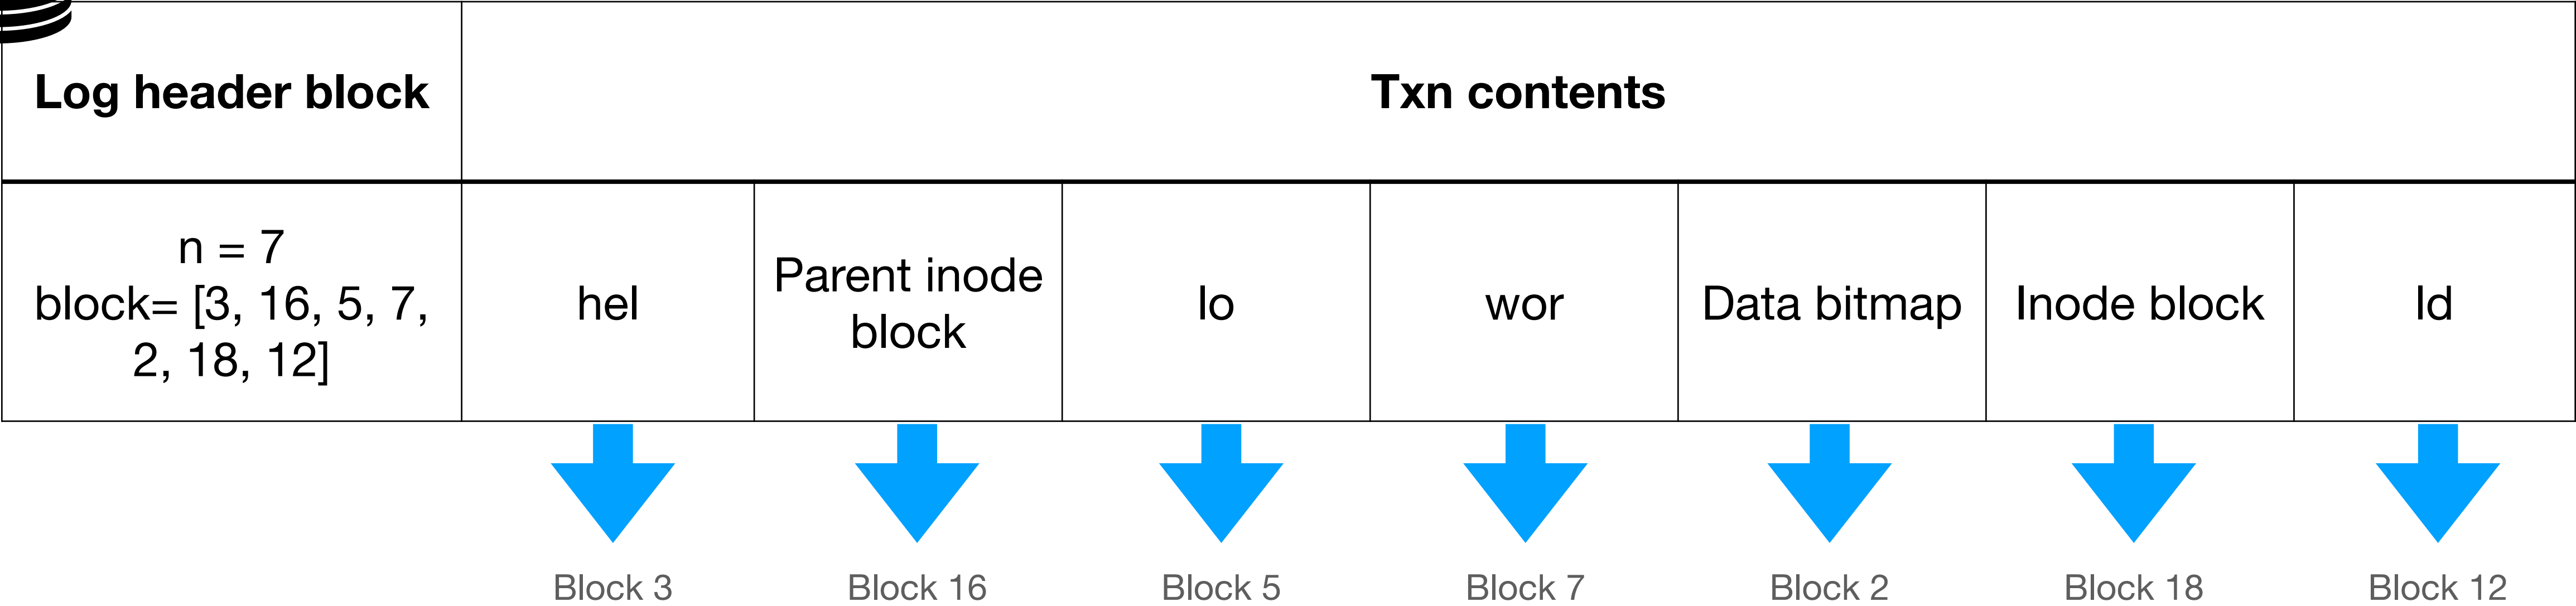 Log header block
Txn contents
n = 7
block= [3, 16, 5, 7,
2, 18, 12]
hel
Parent inode
block
lo
wor
Data bitmap
Inode block
ld
Block 3
Block 16
Block 5
Block 7
Block 2
Block 18
Block 12